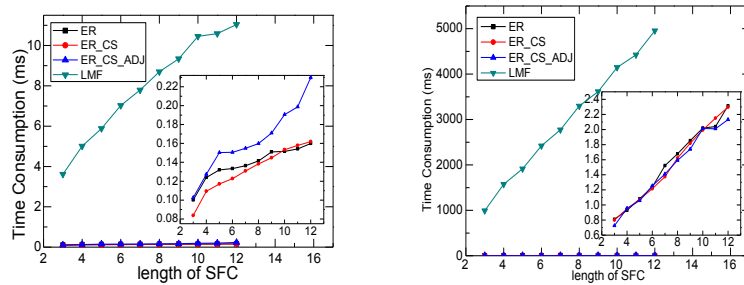 ER
ER_CS
ER_CS_ADJ
LMF
Time Consumption (ms)
10
8
6
4
2
0
0.22
0.20
0.18
0.16
0.14
0.12
0.10
0.08
2 4 6 8 10 12
2 4 6 8 10 12 14 16
length of SFC
ER
ER_CS
ER_CS_ADJ
LMF
Time Consumption (ms)
5000
4000
3000
2000
1000
0
2.4
2.2
2.0
1.8
1.6
1.4
1.2
1.0
0.8
0.6
2 4 6 8 10 12
2 4 6 8 10 12 14 16
length of SFC